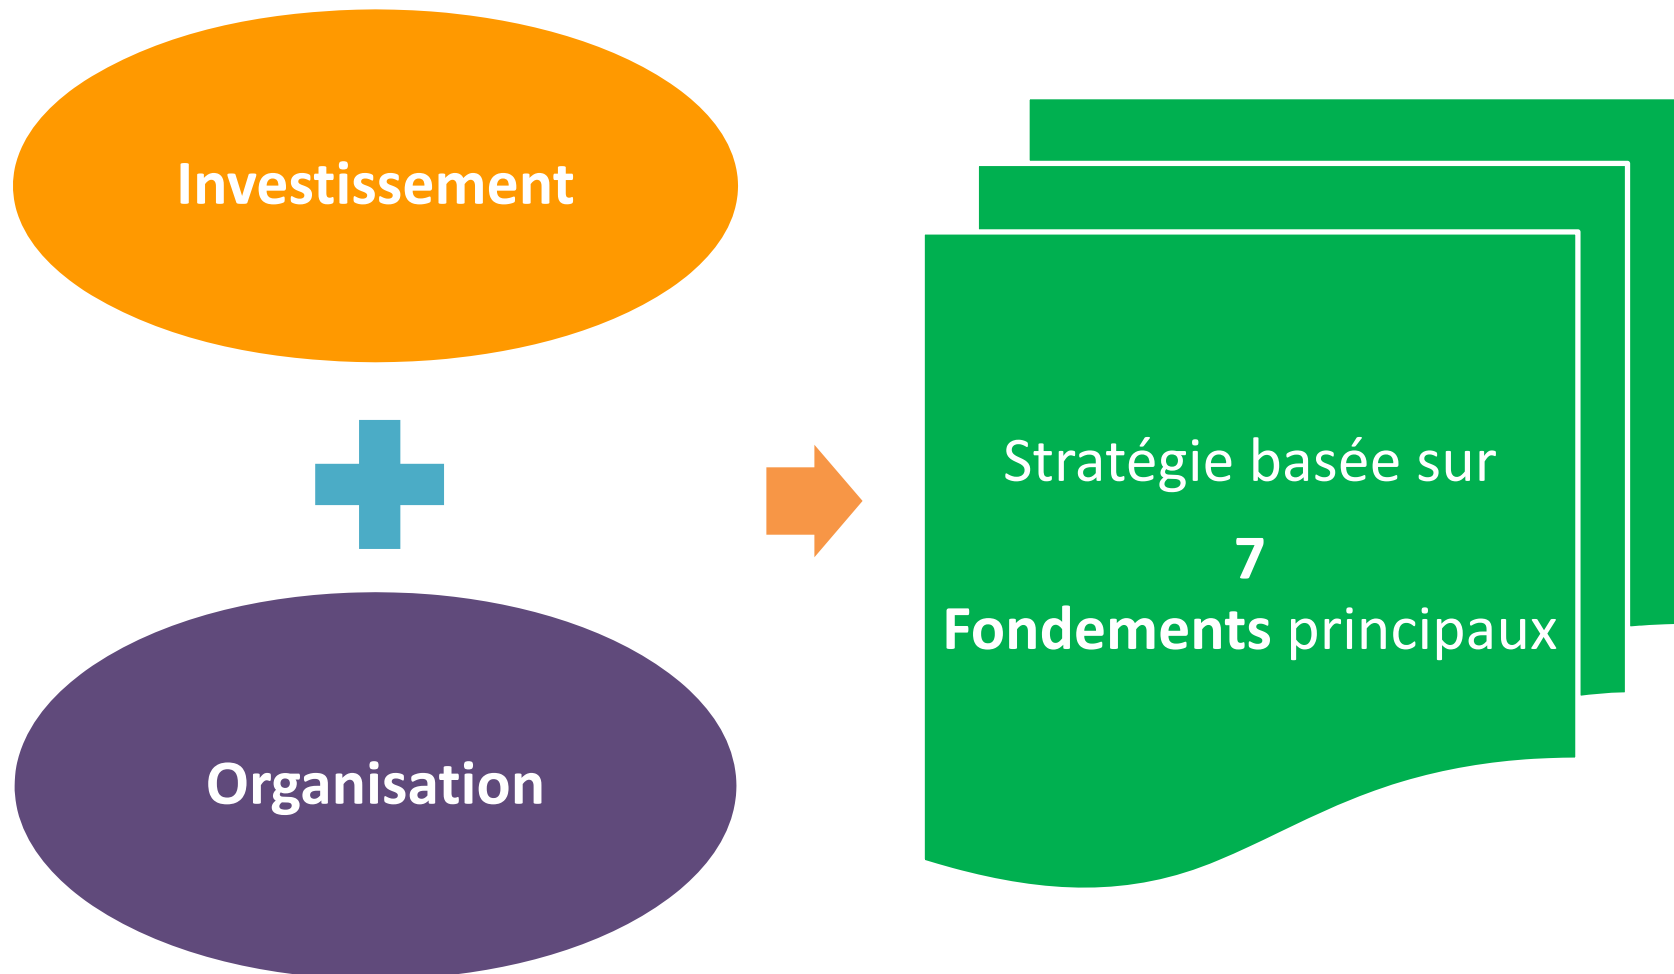 Investissement
Organisation
Stratégie basée sur
7
Fondements principaux